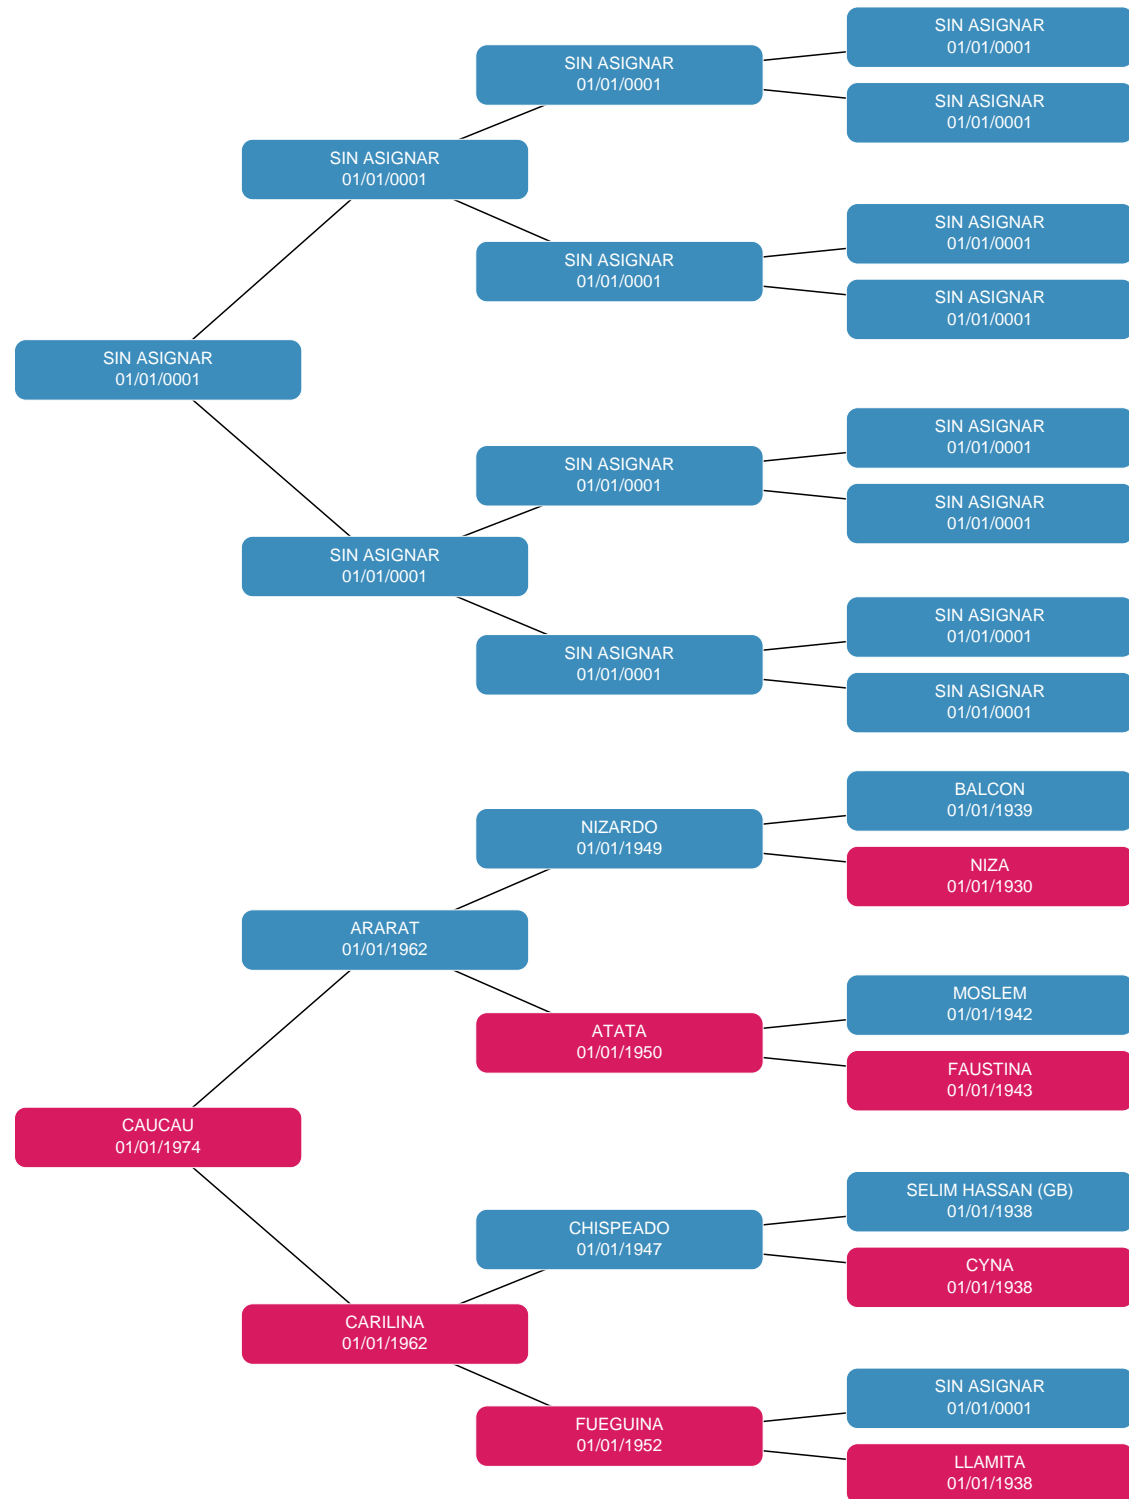 SIN ASIGNAR
01/01/0001
SIN ASIGNAR
01/01/0001
SIN ASIGNAR
01/01/0001
SIN ASIGNAR
01/01/0001
SIN ASIGNAR
01/01/0001
SIN ASIGNAR
01/01/0001
SIN ASIGNAR
01/01/0001
SIN ASIGNAR
01/01/0001
SIN ASIGNAR
01/01/0001
SIN ASIGNAR
01/01/0001
SIN ASIGNAR
01/01/0001
SIN ASIGNAR
01/01/0001
SIN ASIGNAR
01/01/0001
SIN ASIGNAR
01/01/0001
SIN ASIGNAR
01/01/0001
BALCON
01/01/1939
NIZARDO
01/01/1949
NIZA
01/01/1930
ARARAT
01/01/1962
MOSLEM
01/01/1942
ATATA
01/01/1950
FAUSTINA
01/01/1943
CAUCAU
01/01/1974
SELIM HASSAN (GB)
01/01/1938
CHISPEADO
01/01/1947
CYNA
01/01/1938
CARILINA
01/01/1962
SIN ASIGNAR
01/01/0001
FUEGUINA
01/01/1952
LLAMITA
01/01/1938